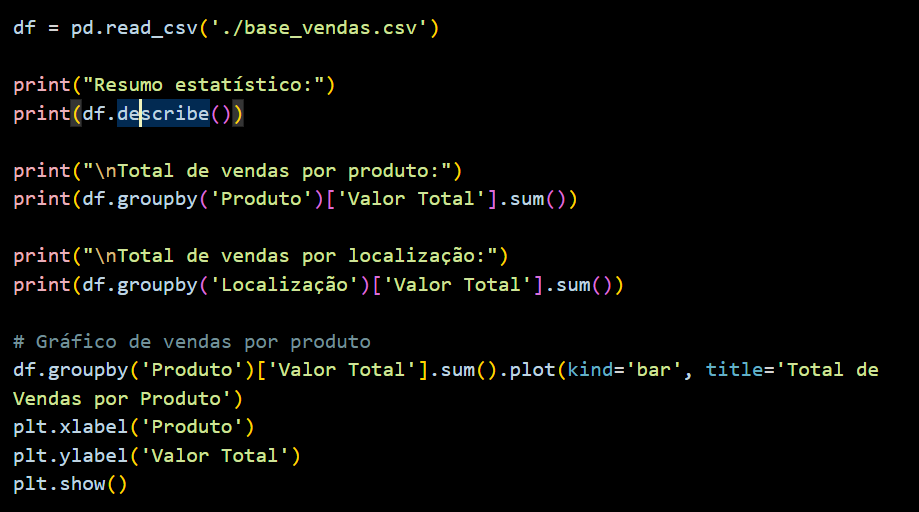 df = pd.read_csv('./base_vendas.csv')
print("Resumo estatístico:")
print(df.describe())
print("\nTotal de vendas por produto:")
print(df.groupby('Produto')['Valor Total'].sum())
print("\nTotal de vendas por localização:")
print(df.groupby('Localização')['Valor Total'].sum())
# Gráfico de vendas por produto
df.groupby('Produto')['Valor Total'].sum().plot(kind='bar', title='Total de
Vendas por Produto')
plt.xlabel('Produto')
plt.ylabel('Valor Total')
plt.show()